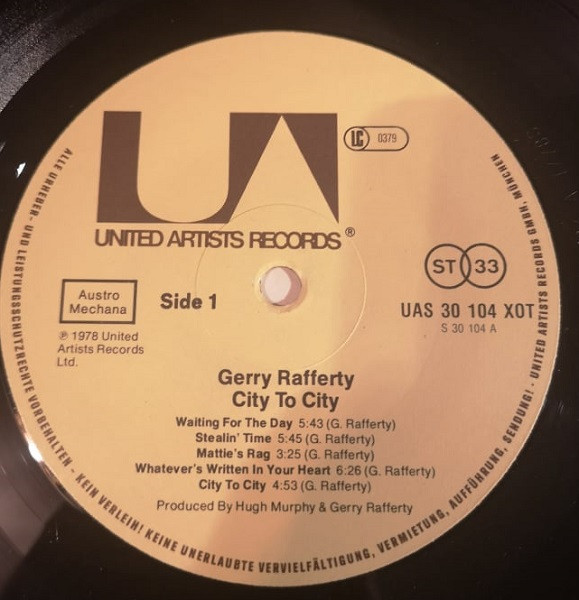 UA
LC 0379
UNITED ARTISTS RECORDS®
ST 33
Austro
Mechana
Side 1
UAS 30 104 XOT
S 30 104 A
℗ 1978 United
Artists Records
Ltd.
Gerry Rafferty
City To City
Waiting For The Day 5:43 (G. Rafferty)
Stealin' Time 5:45 (G. Rafferty)
Mattie's Rag 3:25 (G. Rafferty)
Whatever's Written In Your Heart 6:26 (G. Rafferty)
City To City 4:53 (G. Rafferty)
Produced By Hugh Murphy & Gerry Rafferty
ALLE URHEBER- UND LEISTUNGSSCHUTZRECHTE VORBEHALTEN - KEIN VERLEIH! KEINE UNERLAUBTE VERVIELFÄLTIGUNG, VERMIETUNG, AUFFÜHRUNG, SENDUNG! · UNITED ARTISTS RECORDS GMBH, MÜNCHEN